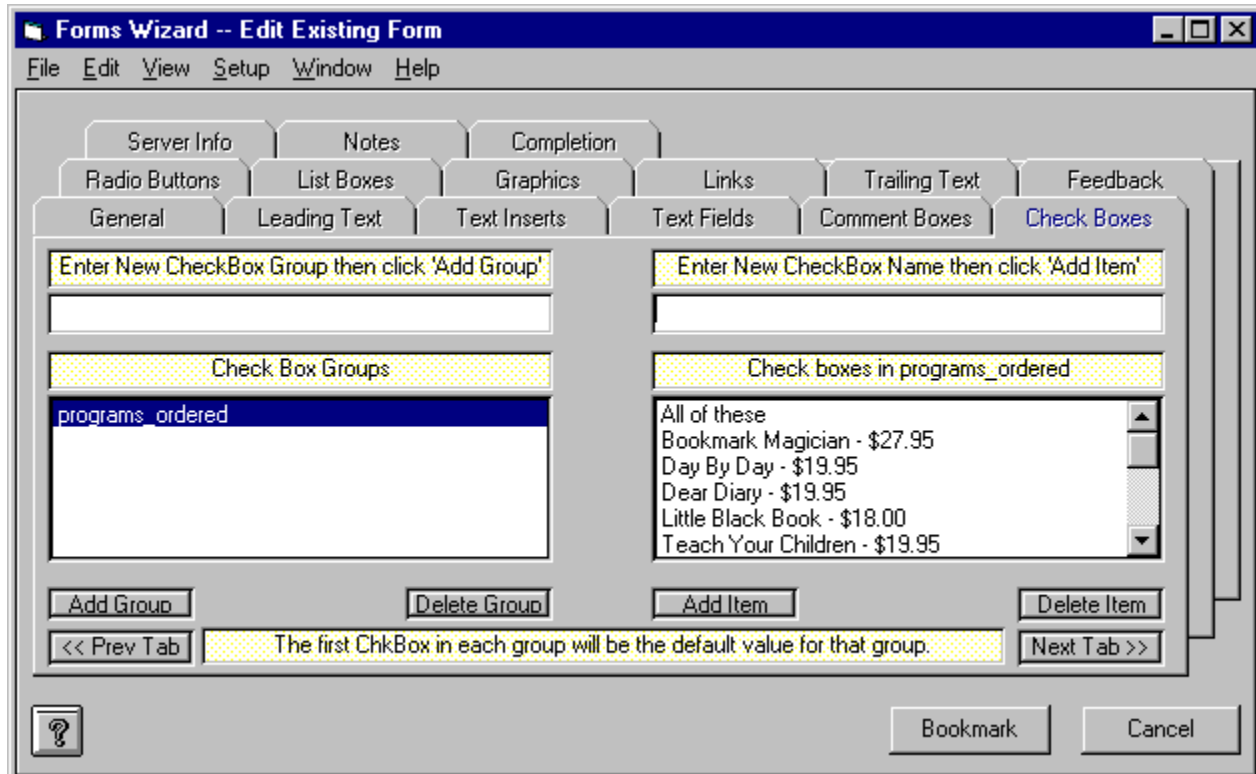 Forms Wizard -- Edit Existing Form
File Edit View Setup Window Help
Server Info Notes Completion
Radio Buttons List Boxes Graphics Links Trailing Text Feedback
General Leading Text Text Inserts Text Fields Comment Boxes Check Boxes
Enter New CheckBox Group then click 'Add Group' Enter New CheckBox Name then click 'Add Item'
Check Box Groups Check boxes in programs_ordered
programs_ordered All of these
Bookmark Magician - $27.95
Day By Day - $19.95
Dear Diary - $19.95
Little Black Book - $18.00
Teach Your Children - $19.95
Add Group Delete Group Add Item Delete Item
<< Prev Tab The first ChkBox in each group will be the default value for that group. Next Tab >>
? Bookmark Cancel